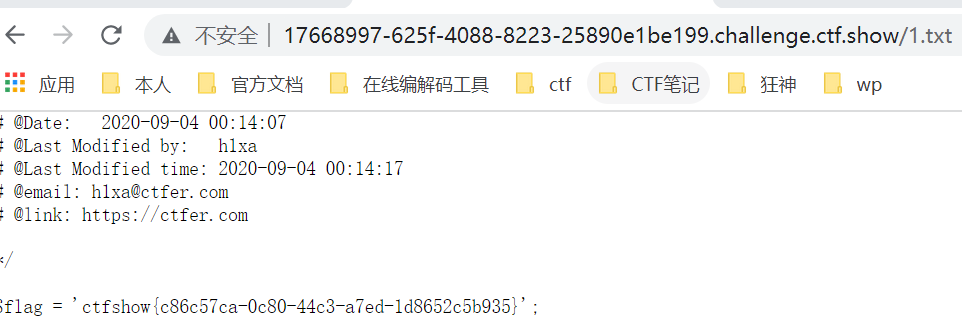 不安全 17668997-625f-4088-8223-25890e1be199.challenge.ctf.show/1.txt
应用 本人 官方文档 在线编解码工具 ctf CTF笔记 狂神 wp
# @Date: 2020-09-04 00:14:07
# @Last Modified by: hlxa
# @Last Modified time: 2020-09-04 00:14:17
# @email: hlxa@ctfer.com
# @link: https://ctfer.com
*/
$flag = 'ctfshow{c86c57ca-0c80-44c3-a7ed-1d8652c5b935}';